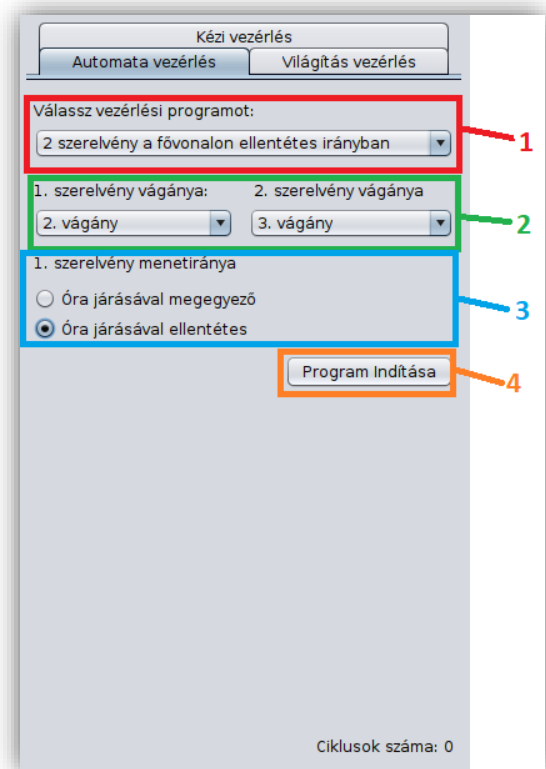 Kézi vezérlés
Automata vezérlés Világítás vezérlés
Válassz vezérlési programot:
2 szerelvény a fővonalon ellentétes irányban
1
1. szerelvény vágánya: 2. szerelvény vágánya
2. vágány 3. vágány
2
1. szerelvény menetiránya
Óra járásával megegyező
3
Óra járásával ellentétes
Program Indítása
4
Ciklusok száma: 0